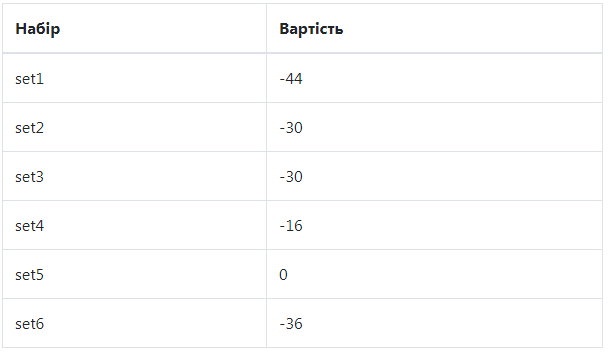 Набір Вартість
set1 -44
set2 -30
set3 -30
set4 -16
set5 0
set6 -36